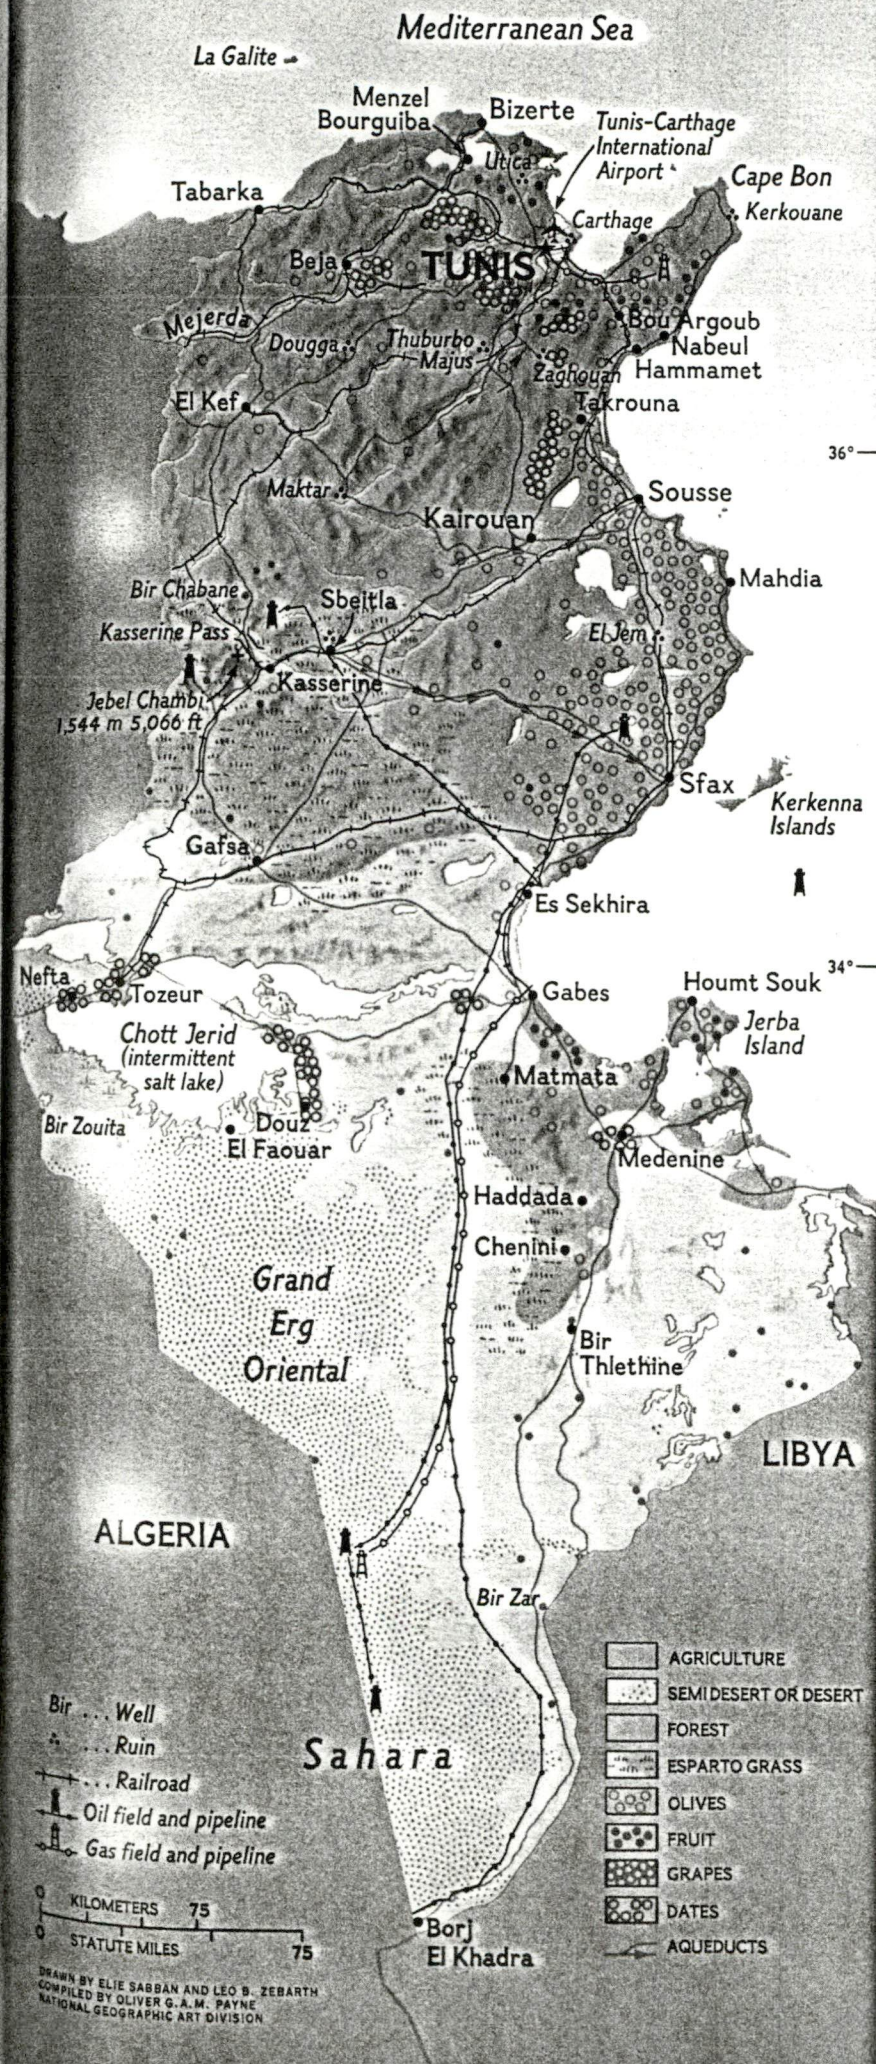 Mediterranean Sea
La Galite
Menzel
Bourguiba
Bizerte
Tunis-Carthage
International
Airport
Utica
Cape Bon
Kerkouane
Tabarka
Carthage
Beja
TUNIS
Mejerda
Dougga
Thuburbo
Majus
Bou Argoub
Nabeul
Hammamet
Zaghouan
El Kef
Takrouna
36°
Maktar
Sousse
Kairouan
Mahdia
Bir Chabane
Sbeitla
Kasserine Pass
El Jem
Kasserine
Jebel Chambi
1,544 m 5,066 ft
Sfax
Kerkenna
Islands
Gafsa
Es Sekhira
34°
Nefta
Tozeur
Gabes
Houmt Souk
Jerba
Island
Chott Jerid
(intermittent
salt lake)
Matmata
Bir Zouita
Douz
El Faouar
Medenine
Haddada
Chenini
Grand
Erg
Oriental
Bir
Thlethine
LIBYA
ALGERIA
Bir Zar
Sahara
Borj
El Khadra
Bir ... Well
... Ruin
... Railroad
Oil field and pipeline
Gas field and pipeline
0 KILOMETERS 75
0 STATUTE MILES 75
DRAWN BY ELIE SABBAN AND LEO B. ZEBARTH
COMPILED BY OLIVER G.A.M. PAYNE
NATIONAL GEOGRAPHIC ART DIVISION
AGRICULTURE
SEMIDESERT OR DESERT
FOREST
ESPARTO GRASS
OLIVES
FRUIT
GRAPES
DATES
AQUEDUCTS